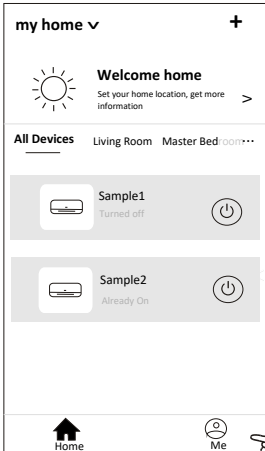 my home
+
Welcome home
Set your home location, get more
information
>
All Devices Living Room Master Bedroom ···
Sample1
Turned off
Sample2
Already On
Home Me